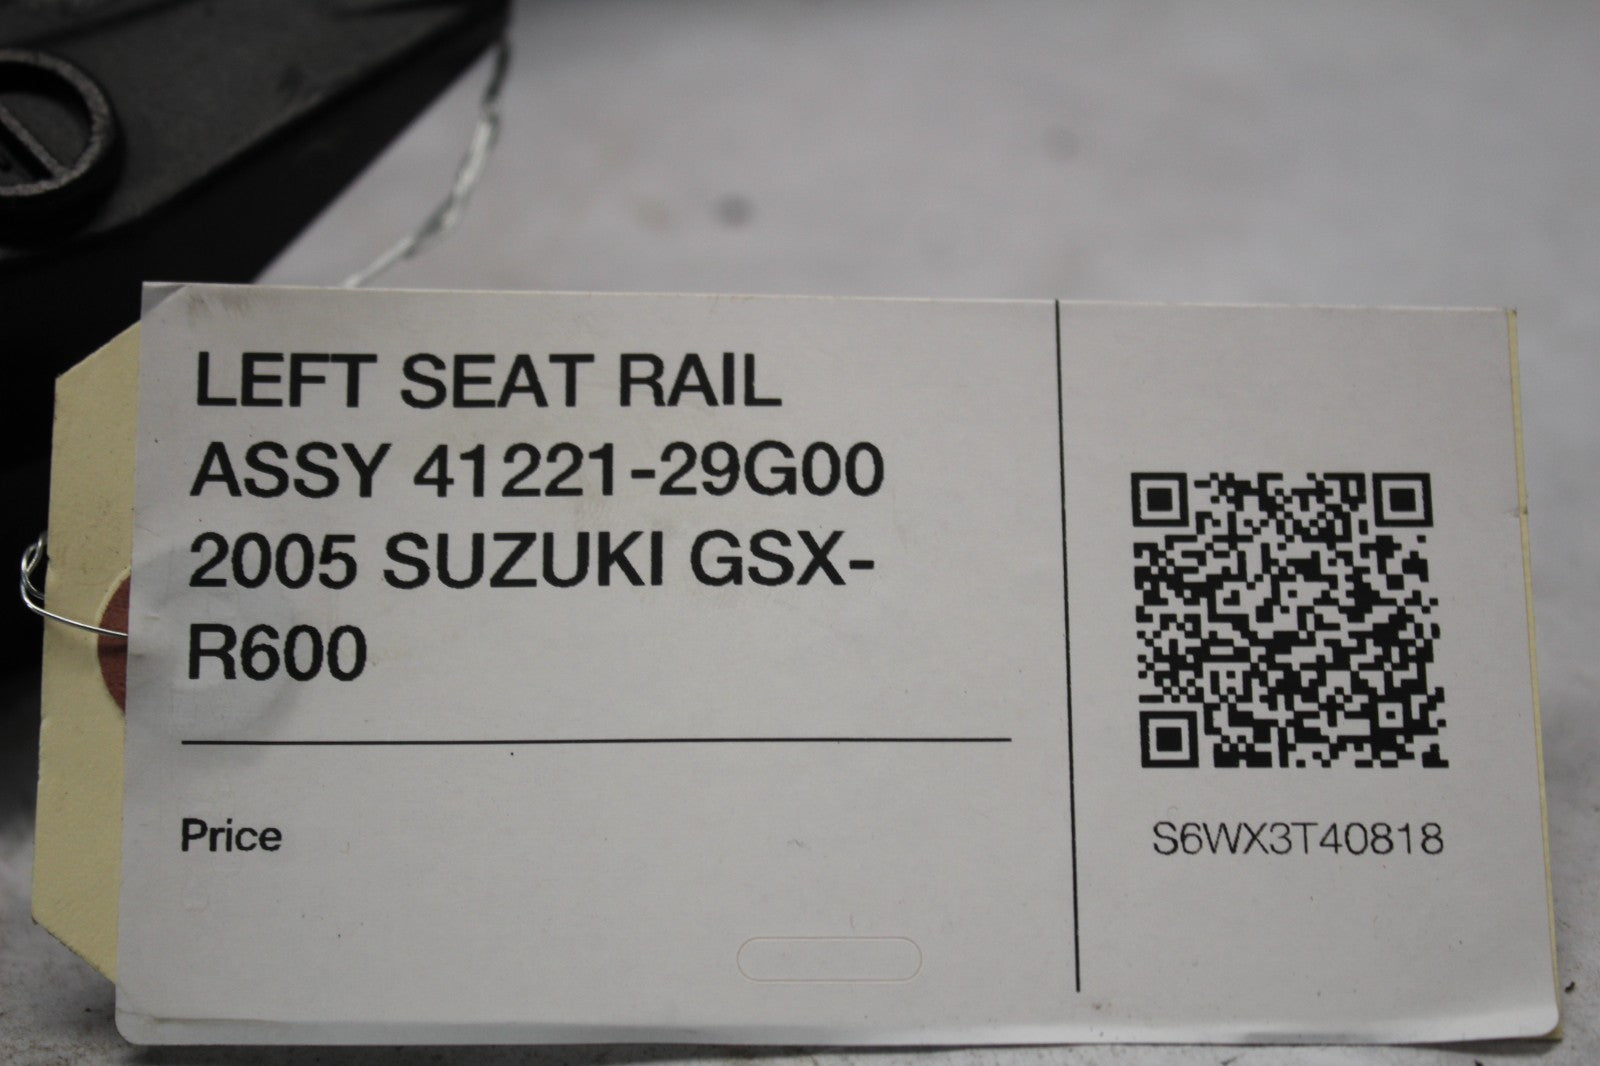 LEFT SEAT RAIL
ASSY 41221-29G00
2005 SUZUKI GSX-
R600
Price
S6WX3T40818